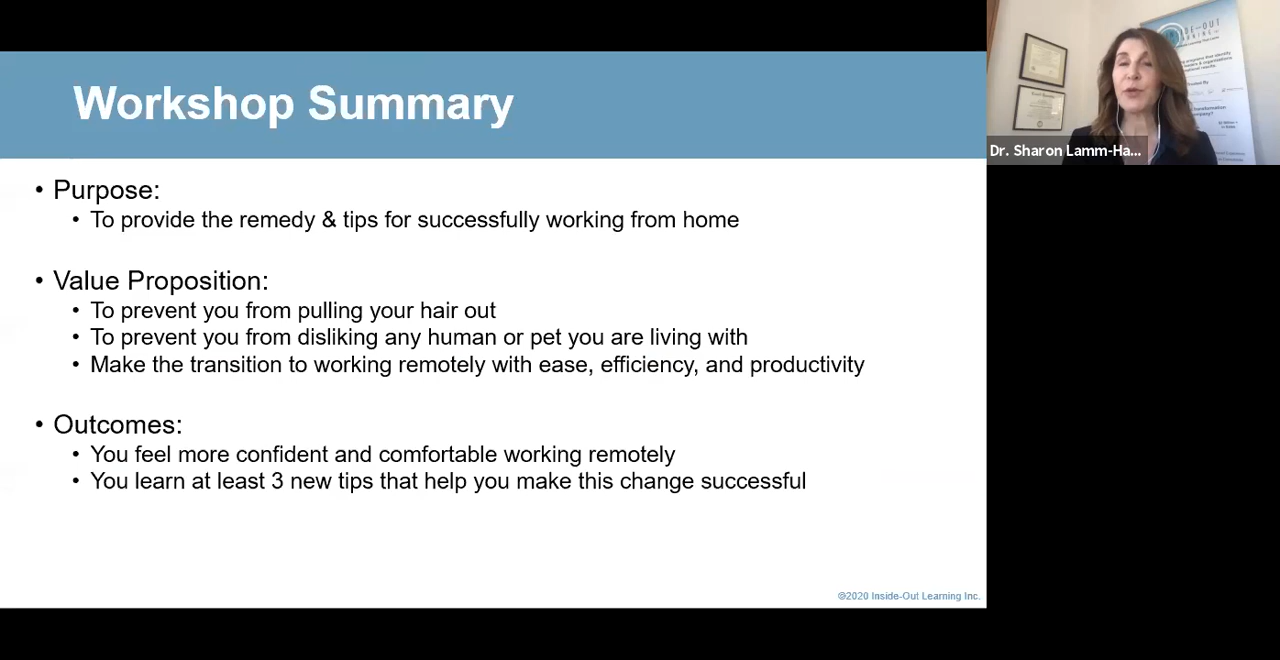 Workshop Summary
• Purpose:
• To provide the remedy & tips for successfully working from home
• Value Proposition:
• To prevent you from pulling your hair out
• To prevent you from disliking any human or pet you are living with
• Make the transition to working remotely with ease, efficiency, and productivity
• Outcomes:
• You feel more confident and comfortable working remotely
• You learn at least 3 new tips that help you make this change successful
©2020 Inside-Out Learning Inc.
Dr. Sharon Lamm-Ha...